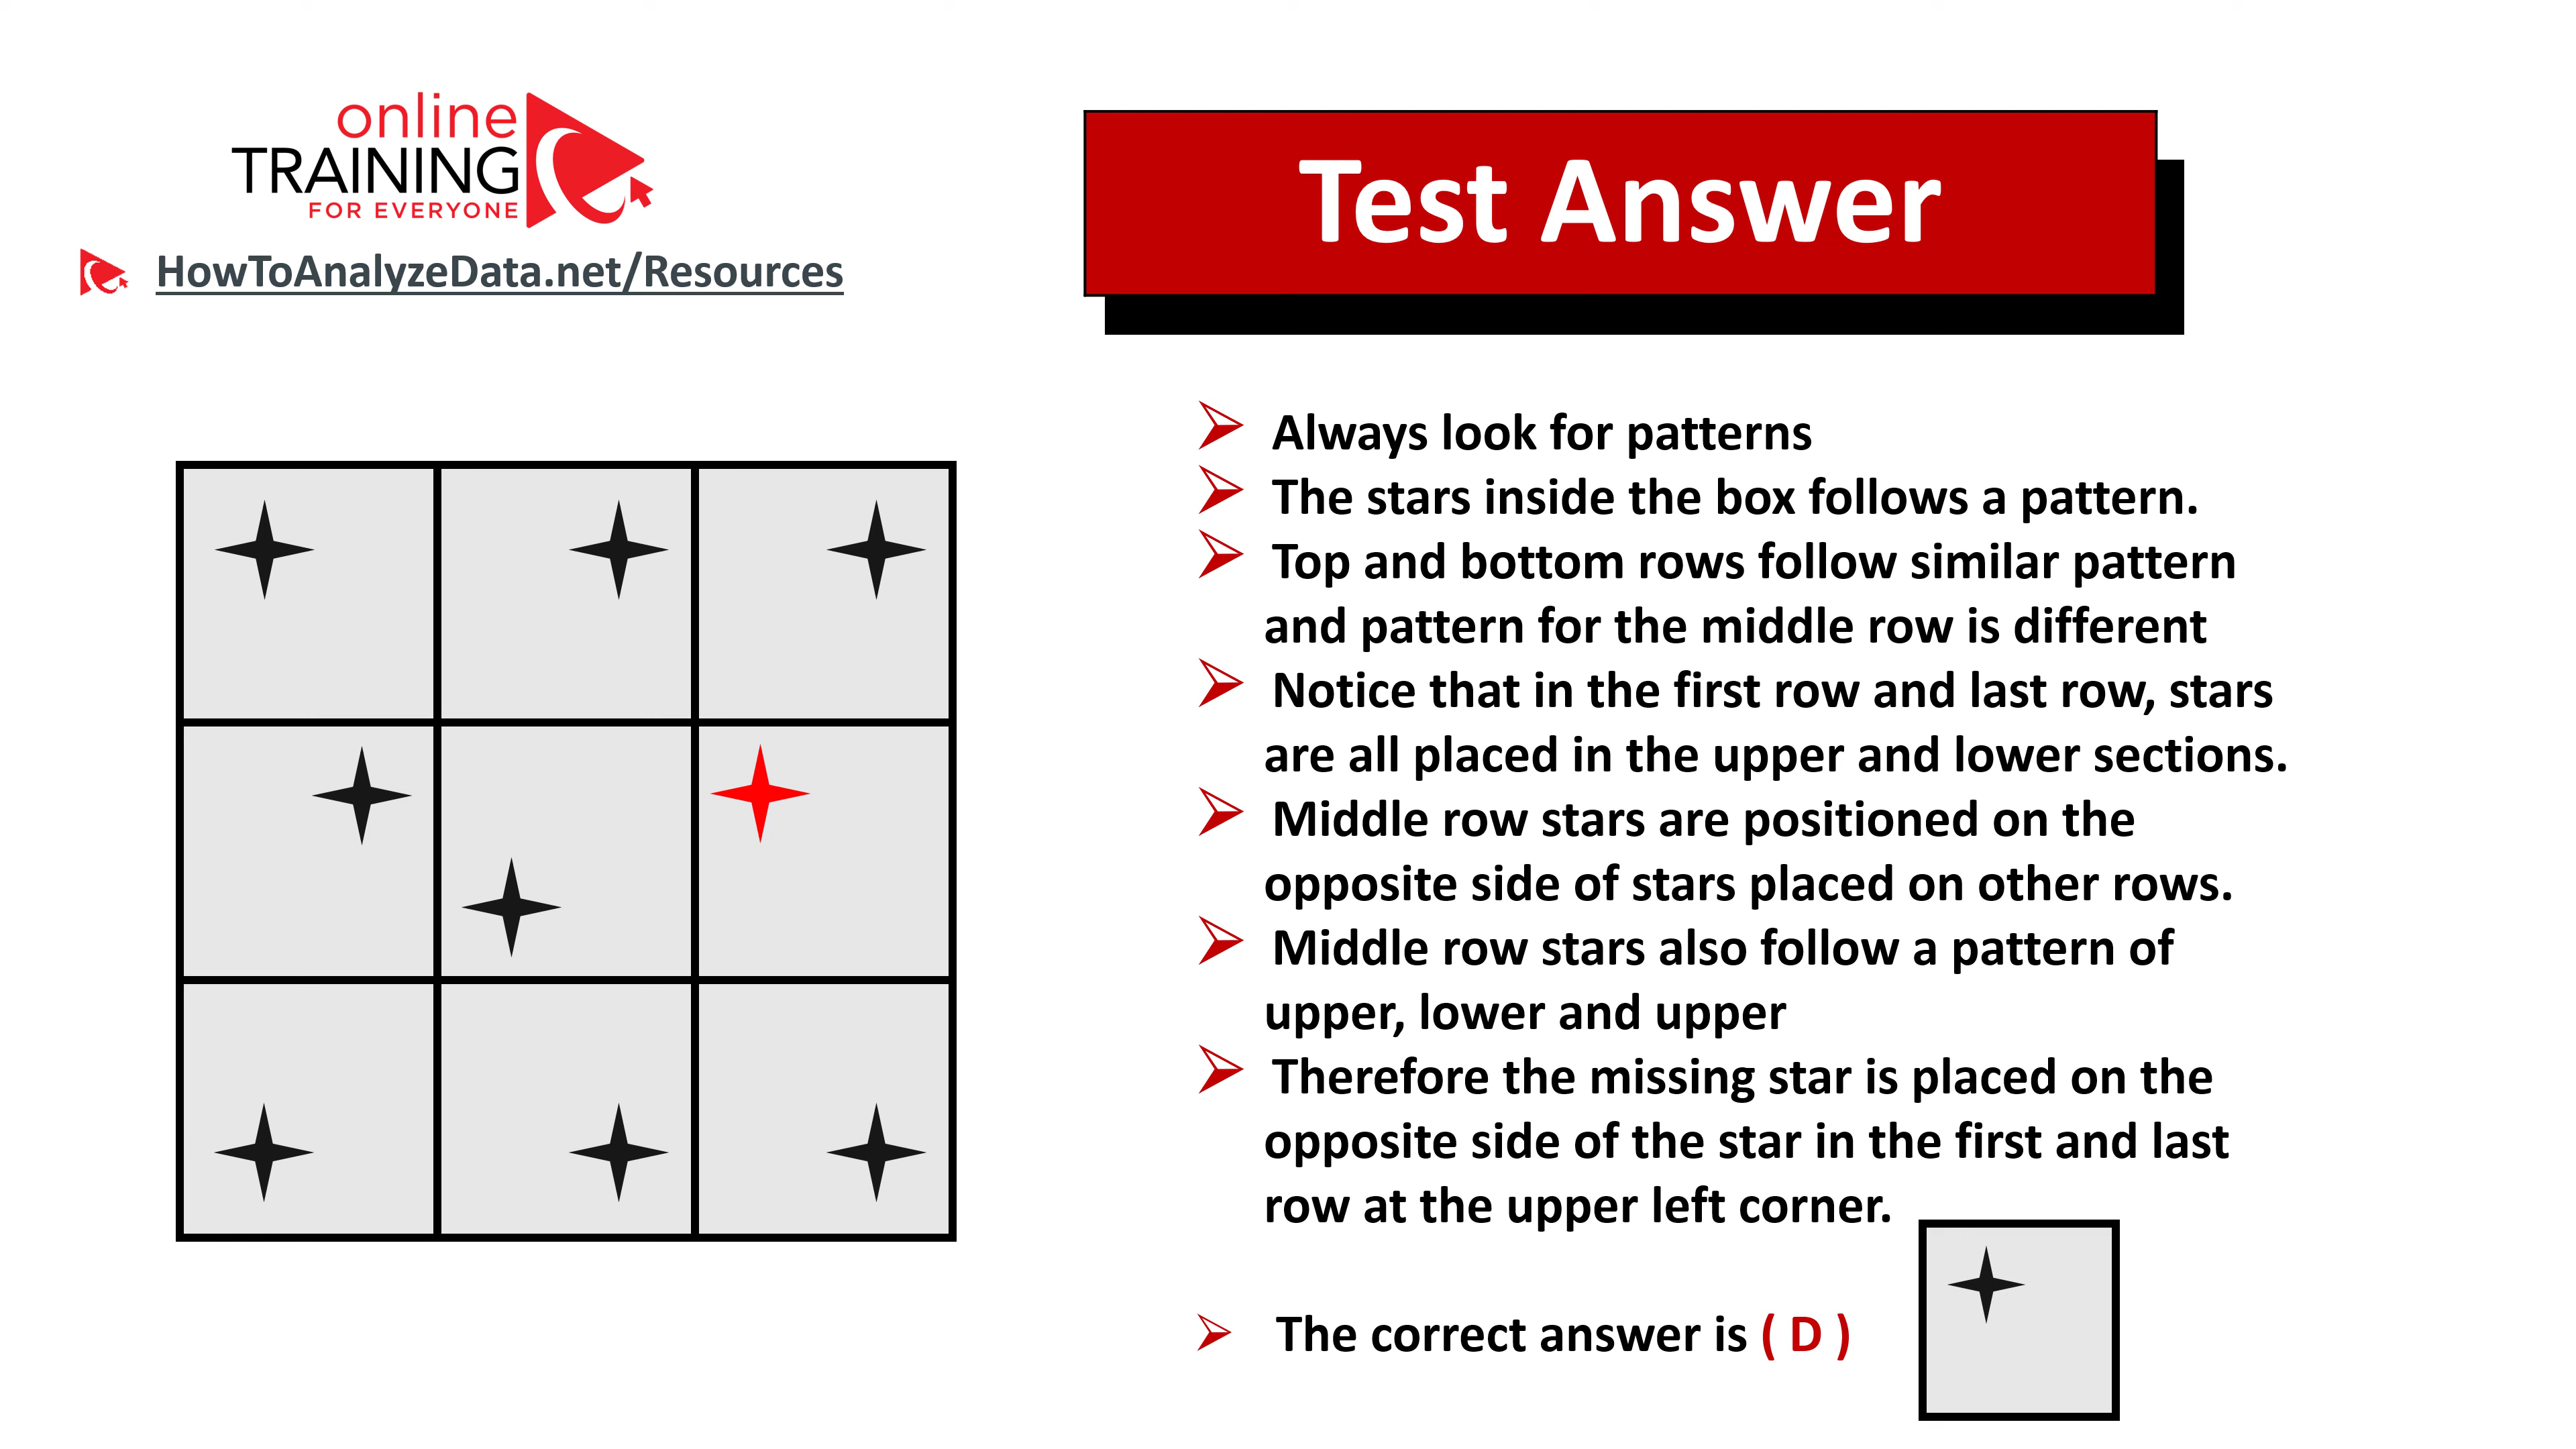 online
TRAINING
FOR EVERYONE
HowToAnalyzeData.net/Resources
Test Answer
Always look for patterns
The stars inside the box follows a pattern.
Top and bottom rows follow similar pattern
and pattern for the middle row is different
Notice that in the first row and last row, stars
are all placed in the upper and lower sections.
Middle row stars are positioned on the
opposite side of stars placed on other rows.
Middle row stars also follow a pattern of
upper, lower and upper
Therefore the missing star is placed on the
opposite side of the star in the first and last
row at the upper left corner.
The correct answer is ( D )